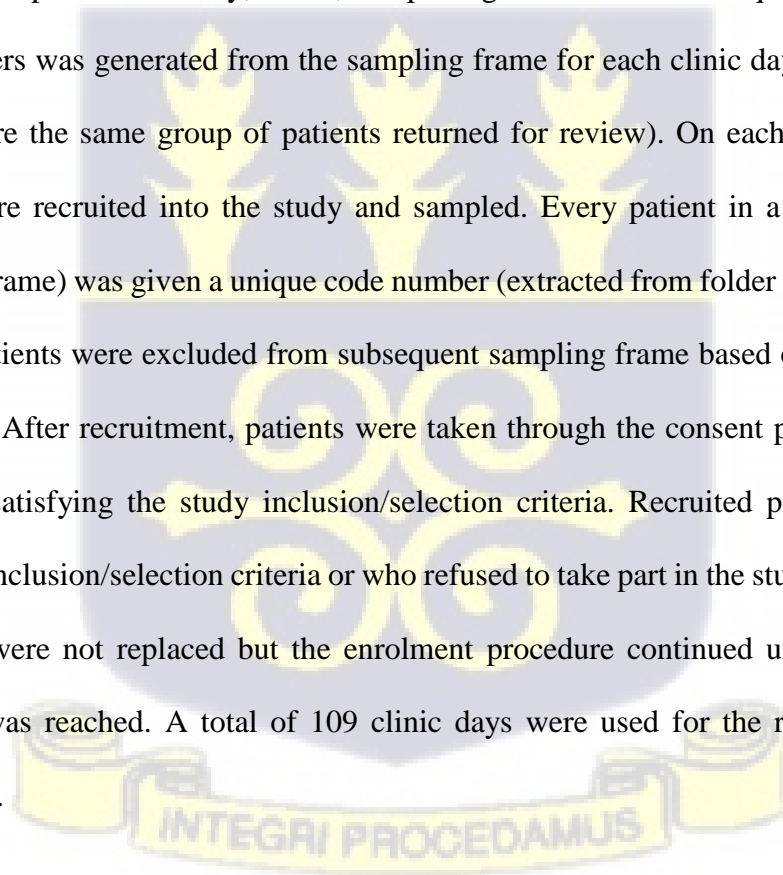 ers was generated from the sampling frame for each clinic day
re the same group of patients returned for review). On each
re recruited into the study and sampled. Every patient in a
rame) was given a unique code number (extracted from folder
tients were excluded from subsequent sampling frame based
After recruitment, patients were taken through the consent p
satisfying the study inclusion/selection criteria. Recruited p
nclusion/selection criteria or who refused to take part in the stu
were not replaced but the enrolment procedure continued u
was reached. A total of 109 clinic days were used for the r
.
INTEGRI PROCEDAMUS